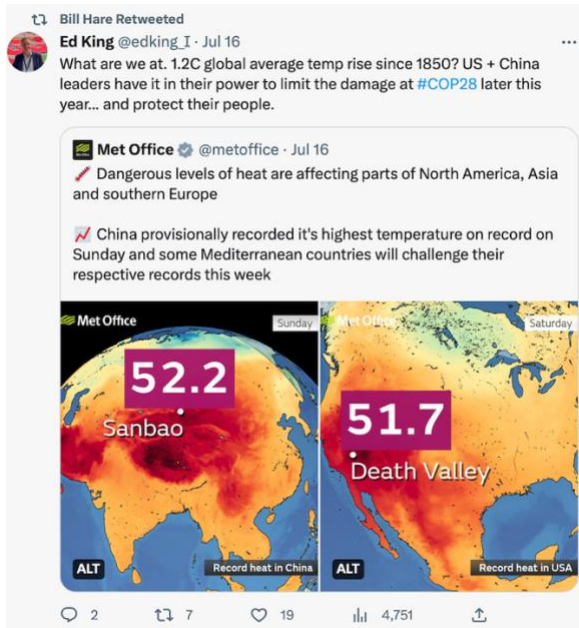 Bill Hare Retweeted
Ed King @edking_I · Jul 16
What are we at. 1.2C global average temp rise since 1850? US + China
leaders have it in their power to limit the damage at #COP28 later this
year... and protect their people.
Met Office @metoffice · Jul 16
Dangerous levels of heat are affecting parts of North America, Asia
and southern Europe
China provisionally recorded it's highest temperature on record on
Sunday and some Mediterranean countries will challenge their
respective records this week
Met Office
Sunday
52.2
Sanbao
ALT
Record heat in China
Met Office
Saturday
51.7
Death Valley
ALT
Record heat in USA
2 7 19 4,751